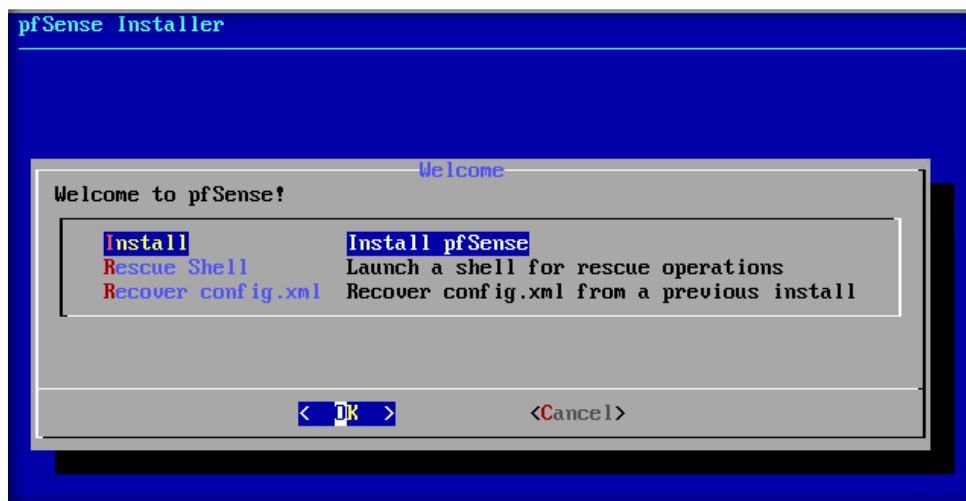 pfSense Installer
Welcome
Welcome to pfSense!
Install Install pfSense
Rescue Shell Launch a shell for rescue operations
Recover config.xml Recover config.xml from a previous install
< OK > <Cancel>